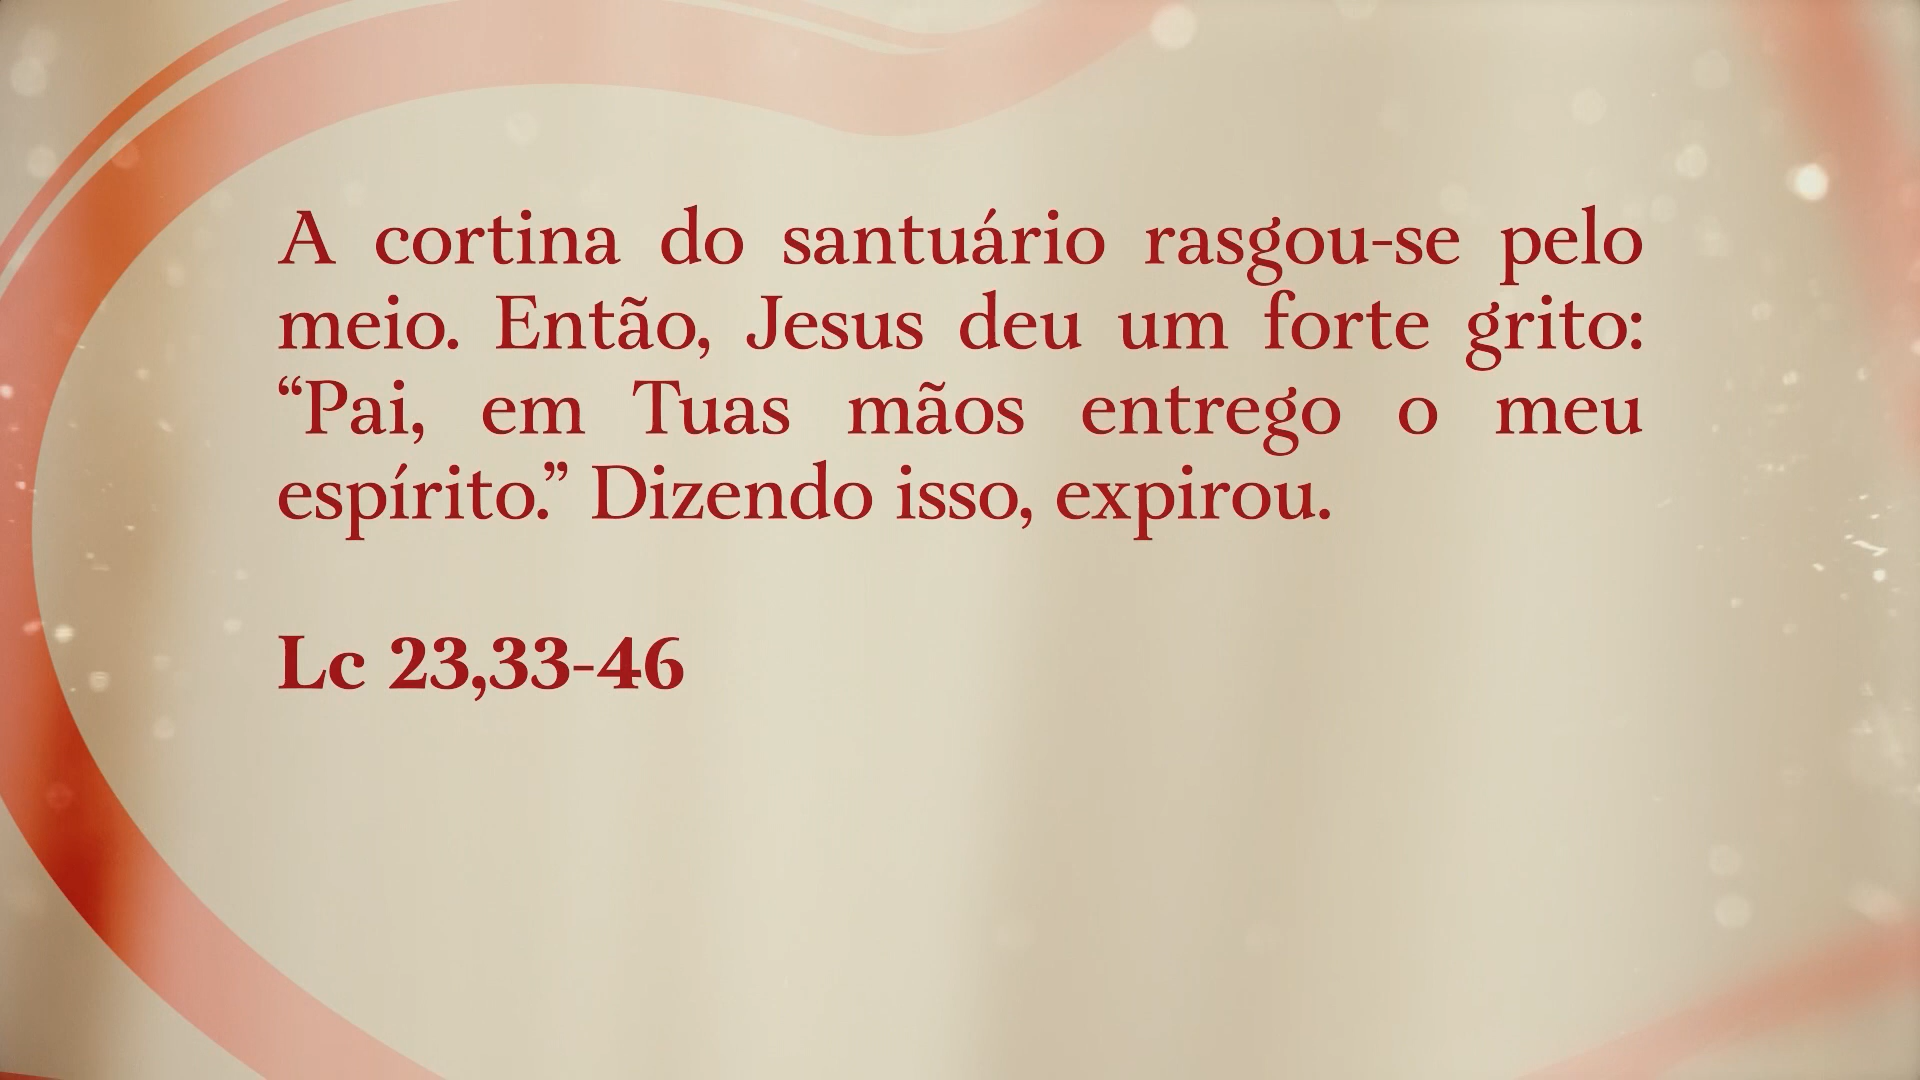 A cortina do santuário rasgou-se pelo
meio. Então, Jesus deu um forte grito:
“Pai, em Tuas mãos entrego o meu
espírito.” Dizendo isso, expirou.
Lc 23,33-46